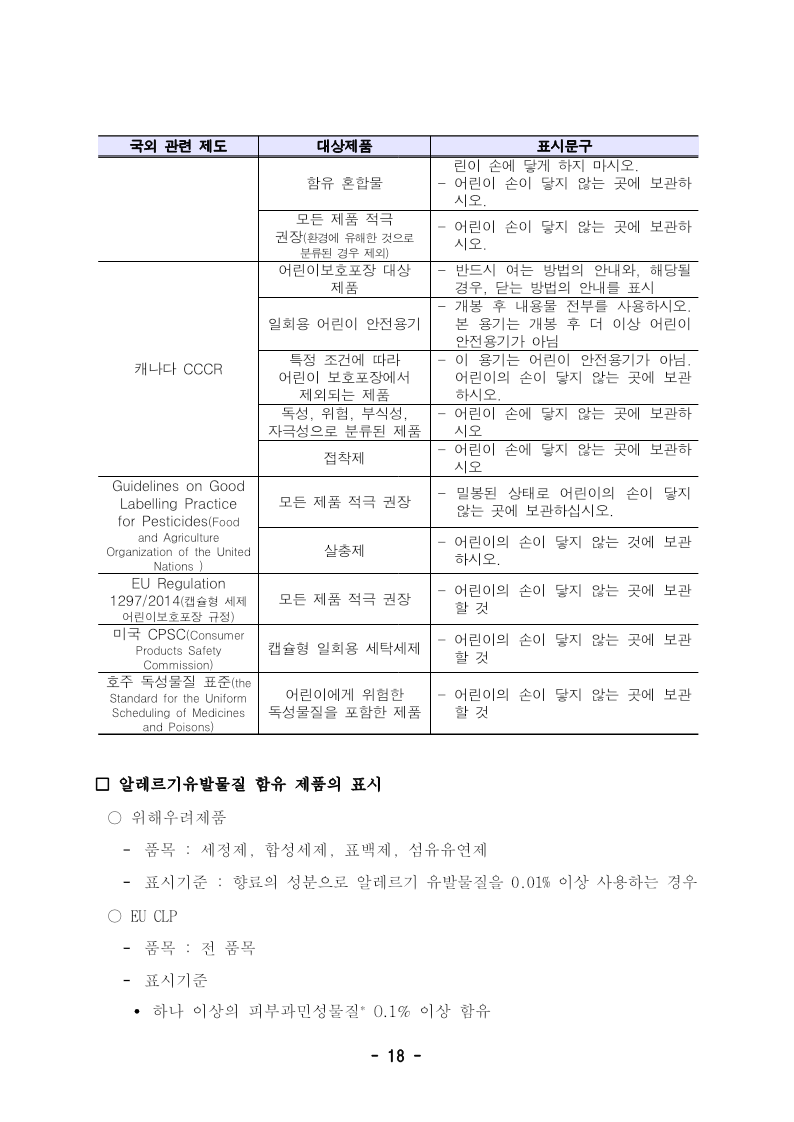 국외 관련 제도 대상제품 표시문구
린이 손에 닿게 하지 마시오.
함유 혼합물
- 어린이 손이 닿지 않는 곳에 보관하
시오.
모든 제품 적극
권장(환경에 유해한 것으로
분류된 경우 제외)
- 어린이 손이 닿지 않는 곳에 보관하
시오.
캐나다 CCCR
어린이보호포장 대상
제품
- 반드시 여는 방법의 안내와, 해당될
경우, 닫는 방법의 안내를 표시
일회용 어린이 안전용기
- 개봉 후 내용물 전부를 사용하시오.
본 용기는 개봉 후 더 이상 어린이
안전용기가 아님
특정 조건에 따라
어린이 보호포장에서
제외되는 제품
- 이 용기는 어린이 안전용기가 아님.
어린이의 손이 닿지 않는 곳에 보관
하시오.
독성, 위험, 부식성,
자극성으로 분류된 제품
- 어린이 손에 닿지 않는 곳에 보관하
시오
접착제
- 어린이 손에 닿지 않는 곳에 보관하
시오
Guidelines on Good
Labelling Practice
for Pesticides(Food
and Agriculture
Organization of the United
Nations )
모든 제품 적극 권장
- 밀봉된 상태로 어린이의 손이 닿지
않는 곳에 보관하십시오.
살충제
- 어린이의 손이 닿지 않는 것에 보관
하시오.
EU Regulation
1297/2014(캡슐형 세제
어린이보호포장 규정)
모든 제품 적극 권장
- 어린이의 손이 닿지 않는 곳에 보관
할 것
미국 CPSC(Consumer
Products Safety
Commission)
캡슐형 일회용 세탁세제
- 어린이의 손이 닿지 않는 곳에 보관
할 것
호주 독성물질 표준(the
Standard for the Uniform
Scheduling of Medicines
and Poisons)
어린이에게 위험한
독성물질을 포함한 제품
- 어린이의 손이 닿지 않는 곳에 보관
할 것
□ 알레르기유발물질 함유 제품의 표시
○ 위해우려제품
- 품목 : 세정제, 합성세제, 표백제, 섬유유연제
- 표시기준 : 향료의 성분으로 알레르기 유발물질을 0.01% 이상 사용하는 경우
○ EU CLP
- 품목 : 전 품목
- 표시기준
• 하나 이상의 피부과민성물질* 0.1% 이상 함유
- 18 -